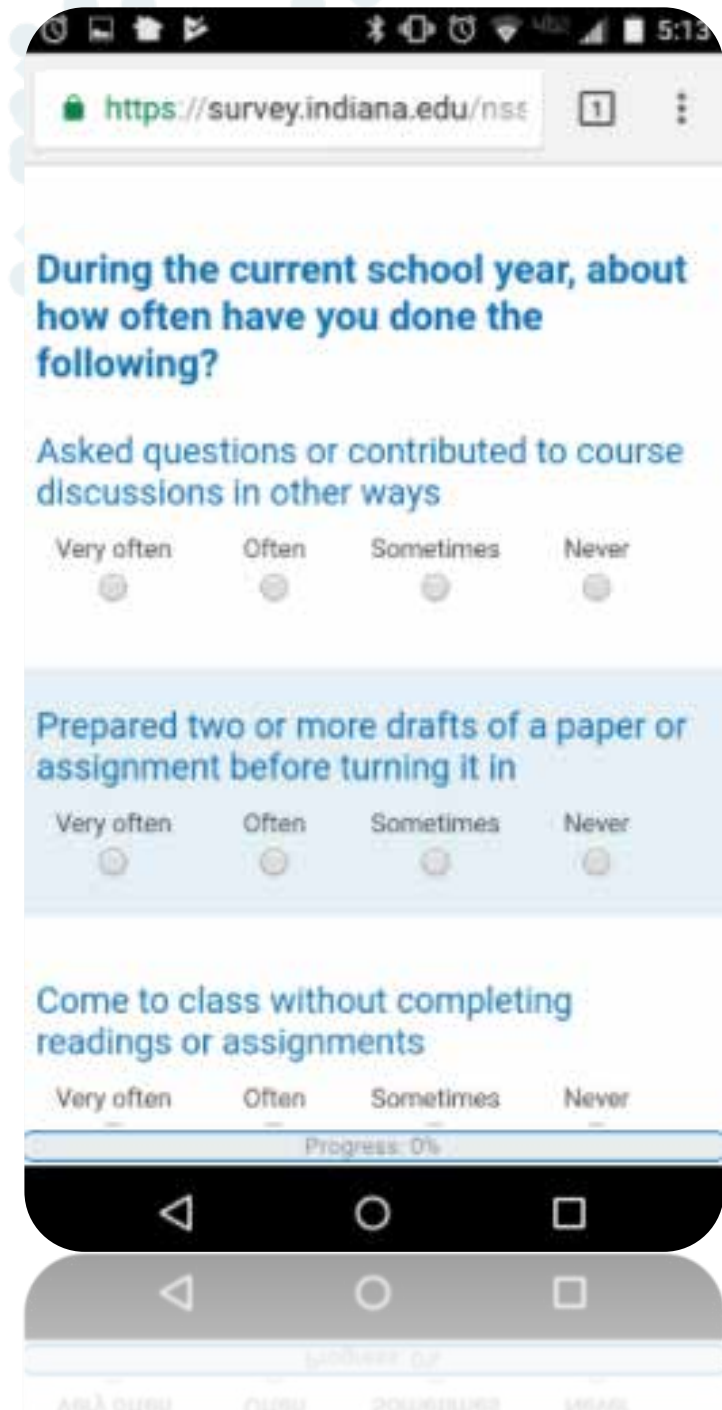 5:13
https://survey.indiana.edu/nss
1
During the current school year, about
how often have you done the
following?
Asked questions or contributed to course
discussions in other ways
Very often Often Sometimes Never
Prepared two or more drafts of a paper or
assignment before turning it in
Very often Often Sometimes Never
Come to class without completing
readings or assignments
Very often Often Sometimes Never
Progress: 0%